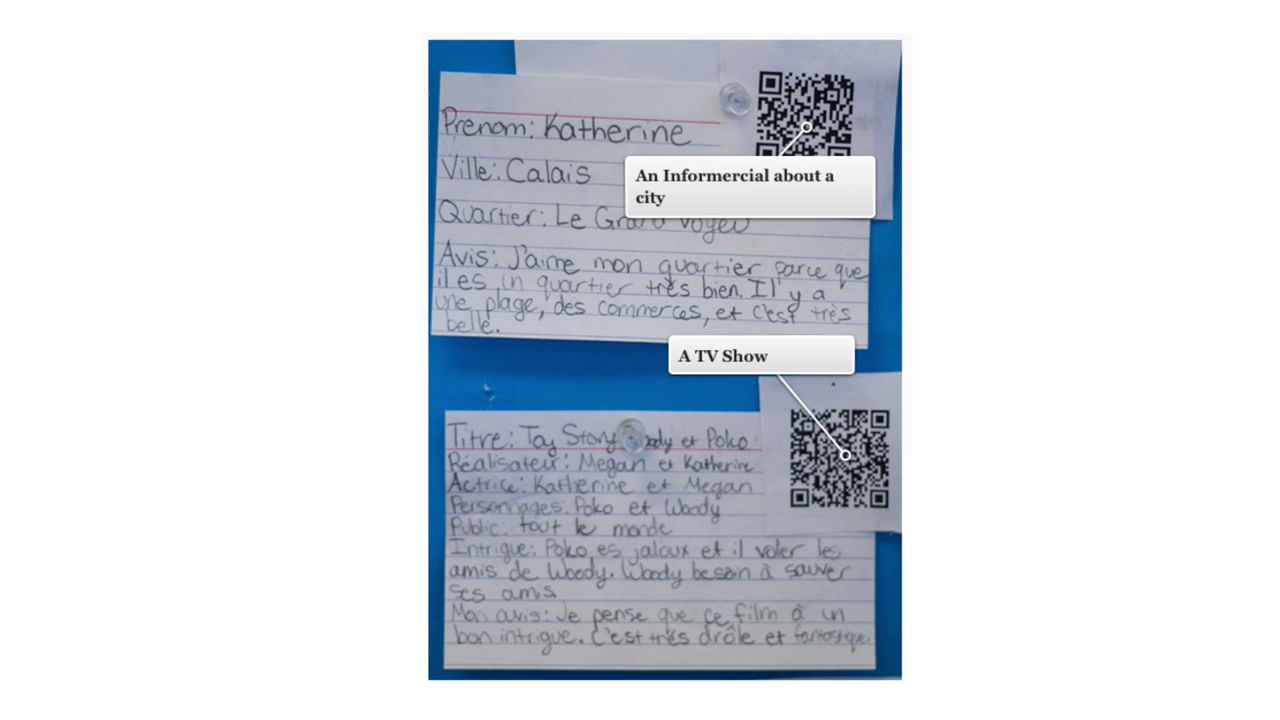 Prenom: Katherine
Ville: Calais
An Informercial about a
city
Quartier: Le Grand Voyeu
Avis: J'aime mon quartier parce que
il es un quartier très bien. Il y a
une plage, des commerces, et c'est très
belle.
A TV Show
Titre: Toy Story et Poko
Réalisateur: Megan et Katherine
Actrice: Katherine et Megan
Personnages: Poko et Woody
Public: tout le monde
Intrigue: Poko es jaloux et il voler les
amis de Woody. Woody besoin à sauver
ses amis.
Mon avis: Je pense que ce film à un
bon intrigue. C'est très drôle et fantastique.